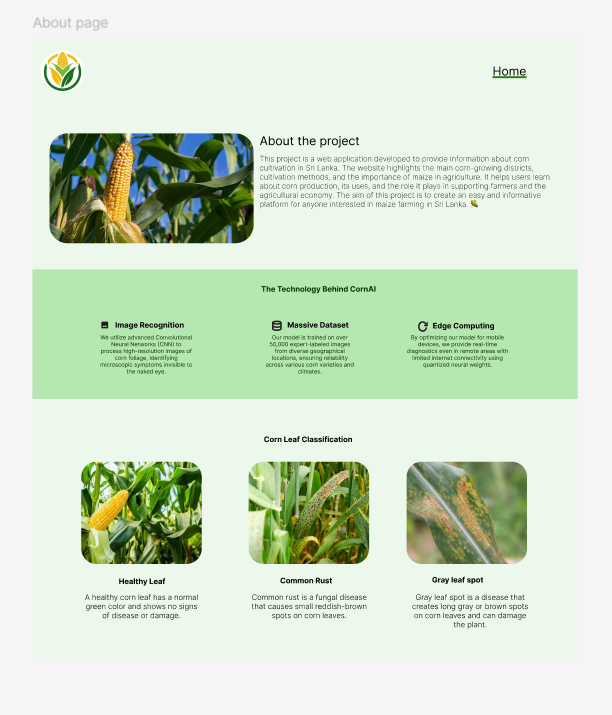 About page
Home
About the project
This project is a web application developed to provide information about corn
cultivation in Sri Lanka. The website highlights the main corn-growing districts,
cultivation methods, and the importance of maize in agriculture. It helps users learn
about corn production, its uses, and the role it plays in supporting farmers and the
agricultural economy. The aim of this project is to create an easy and informative
platform for anyone interested in maize farming in Sri Lanka. 🌽
The Technology Behind CornAI
Image Recognition
We utilize advanced Convolutional
Neural Networks (CNN) to
process high-resolution images of
corn foliage, identifying
microscopic symptoms invisible to
the naked eye.
Massive Dataset
Our model is trained on over
50,000 expert-labeled images
from diverse geographical
locations, ensuring reliability
across various corn varieties and
climates.
Edge Computing
By optimizing our model for mobile
devices, we provide real-time
diagnostics even in remote areas with
limited internet connectivity using
quantized neural weights.
Corn Leaf Classification
Healthy Leaf
A healthy corn leaf has a normal
green color and shows no signs
of disease or damage.
Common Rust
Common rust is a fungal disease
that causes small reddish-brown
spots on corn leaves.
Gray leaf spot
Gray leaf spot is a disease that
creates long gray or brown spots
on corn leaves and can damage
the plant.